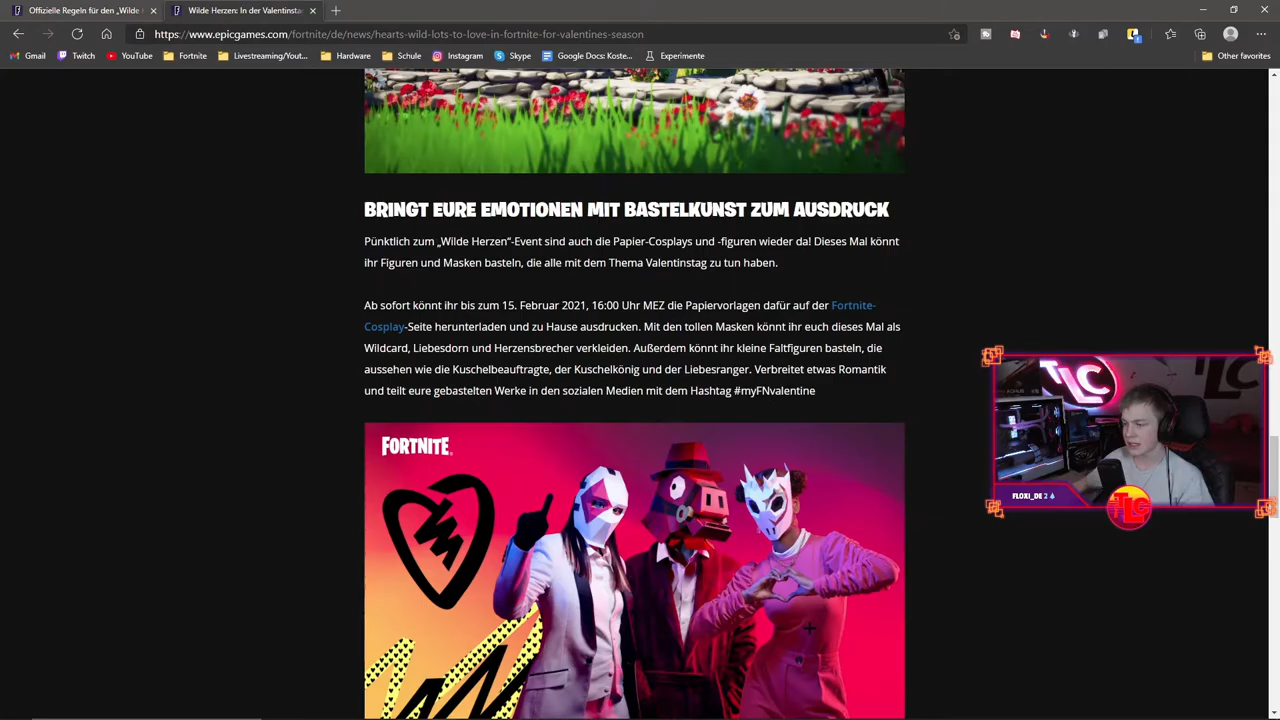 Offizielle Regeln für den „Wilde
Wilde Herzen: In der Valentinsta
https://www.epicgames.com/fortnite/de/news/hearts-wild-lots-to-love-in-fortnite-for-valentines-season
Gmail
Twitch
YouTube
Fortnite
Livestreaming/Yout...
Hardware
Schule
Instagram
Skype
Google Docs: Koste...
Experimente
Other favorites
BRINGT EURE EMOTIONEN MIT BASTELKUNST ZUM AUSDRUCK
Pünktlich zum „Wilde Herzen“-Event sind auch die Papier-Cosplays und -figuren wieder da! Dieses Mal könnt
ihr Figuren und Masken basteln, die alle mit dem Thema Valentinstag zu tun haben.
Ab sofort könnt ihr bis zum 15. Februar 2021, 16:00 Uhr MEZ die Papiervorlagen dafür auf der Fortnite-
Cosplay-Seite herunterladen und zu Hause ausdrucken. Mit den tollen Masken könnt ihr euch dieses Mal als
Wildcard, Liebesdorn und Herzensbrecher verkleiden. Außerdem könnt ihr kleine Faltfiguren basteln, die
aussehen wie die Kuschelbeauftragte, der Kuschelkönig und der Liebesranger. Verbreitet etwas Romantik
und teilt eure gebastelten Werke in den sozialen Medien mit dem Hashtag #myFNvalentine
FORTNITE
TLC
TLC
FLOXI_DE 2
TLC